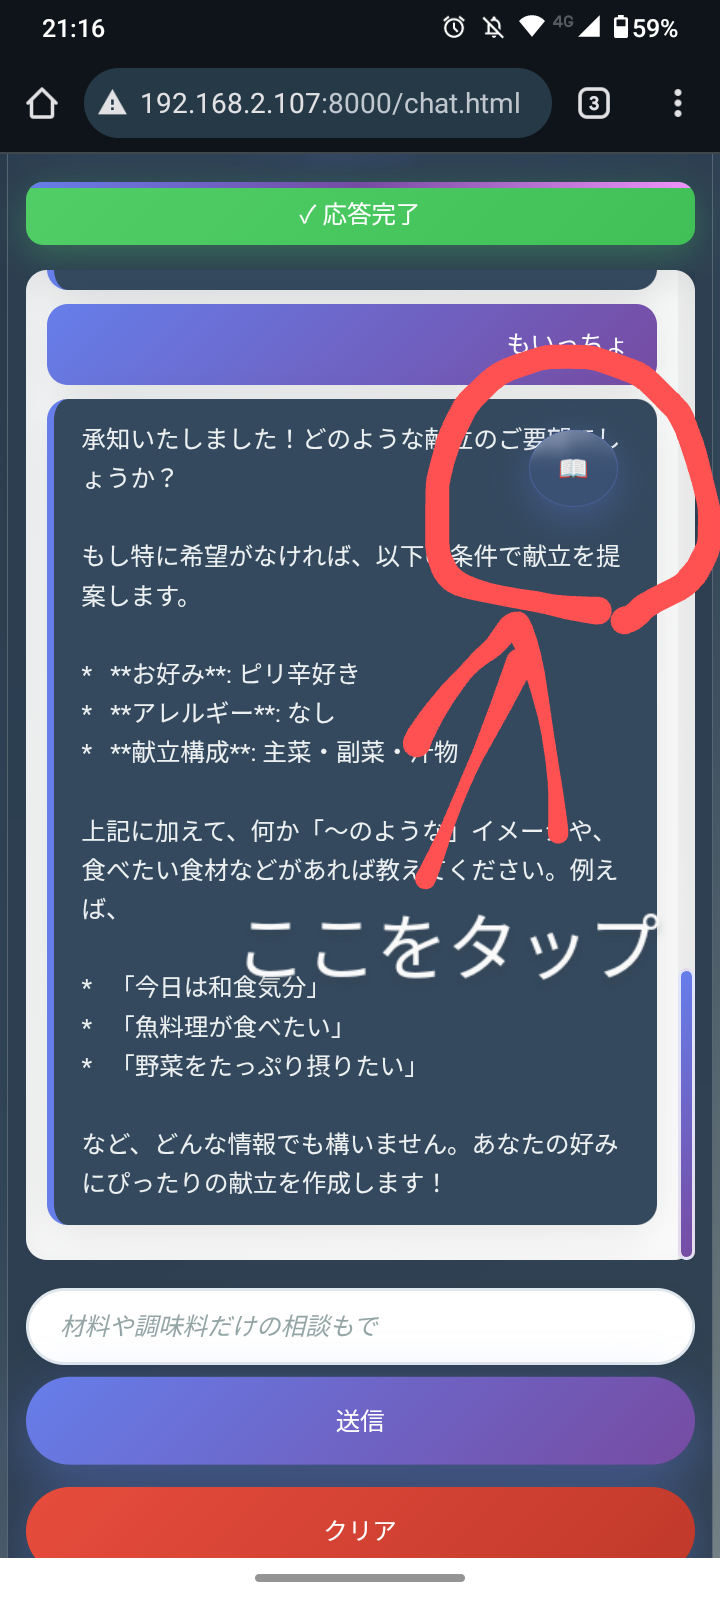 21:16
4G
59%
192.168.2.107:8000/chat.html
3
✓ 応答完了
もいっちょ
承知いたしました！どのような献立のご要望でし
ょうか？
もし特に希望がなければ、以下の条件で献立を提
案します。
* **お好み**: ピリ辛好き
* **アレルギー**: なし
* **献立構成**: 主菜・副菜・汁物
上記に加えて、何か「〜のような」イメージや、
食べたい食材などがあれば教えてください。例え
ば、
ここをタップ
* 「今日は和食気分」
* 「魚料理が食べたい」
* 「野菜をたっぷり摂りたい」
など、どんな情報でも構いません。あなたの好み
にぴったりの献立を作成します！
材料や調味料だけの相談もで
送信
クリア